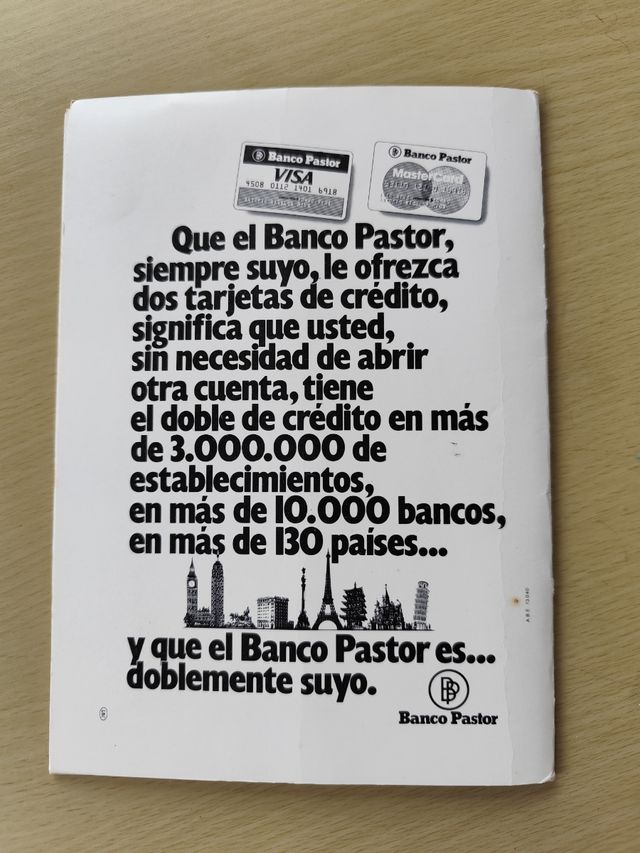 Banco Pastor
VISA
4508 0112 1401 6918
Banco Pastor
MasterCard
Que el Banco Pastor,
siempre suyo, le ofrezca
dos tarjetas de crédito,
significa que usted,
sin necesidad de abrir
otra cuenta, tiene
el doble de crédito en más
de 3.000.000 de
establecimientos,
en más de 10.000 bancos,
en más de 130 países...
y que el Banco Pastor es...
doblemente suyo.
Banco Pastor